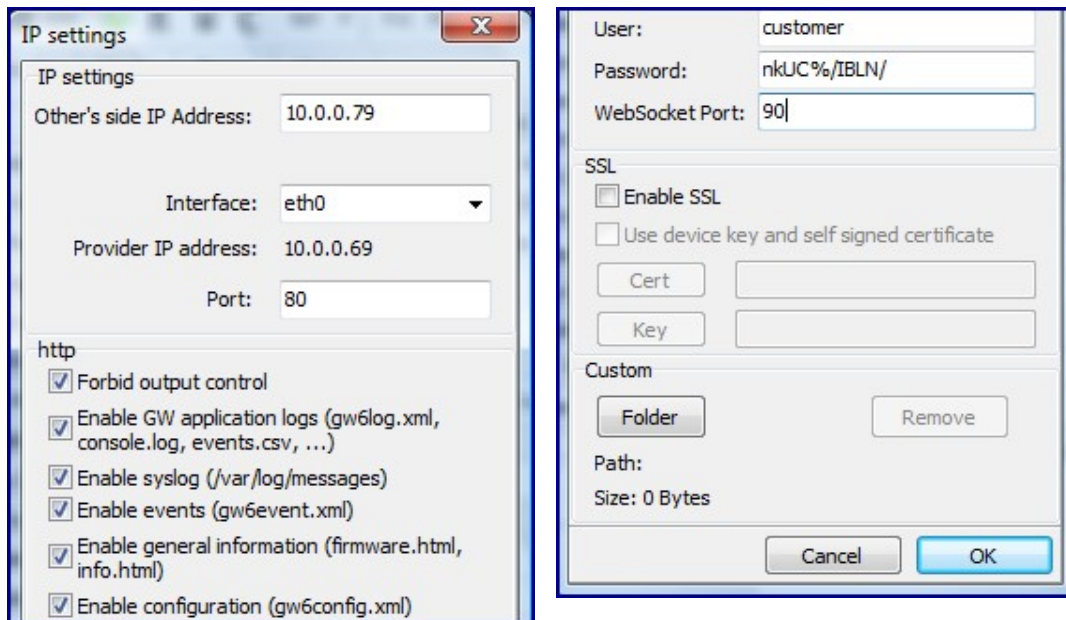 IP settings
IP settings
Other's side IP Address: 10.0.0.79
Interface: eth0
Provider IP address: 10.0.0.69
Port: 80
http
Forbid output control
Enable GW application logs (gw6log.xml,
console.log, events.csv, ...)
Enable syslog (/var/log/messages)
Enable events (gw6event.xml)
Enable general information (firmware.html,
info.html)
Enable configuration (gw6config.xml)
User: customer
Password: nkUC%/IBLN/
WebSocket Port: 90
SSL
Enable SSL
Use device key and self signed certificate
Cert
Key
Custom
Folder Remove
Path:
Size: 0 Bytes
Cancel OK